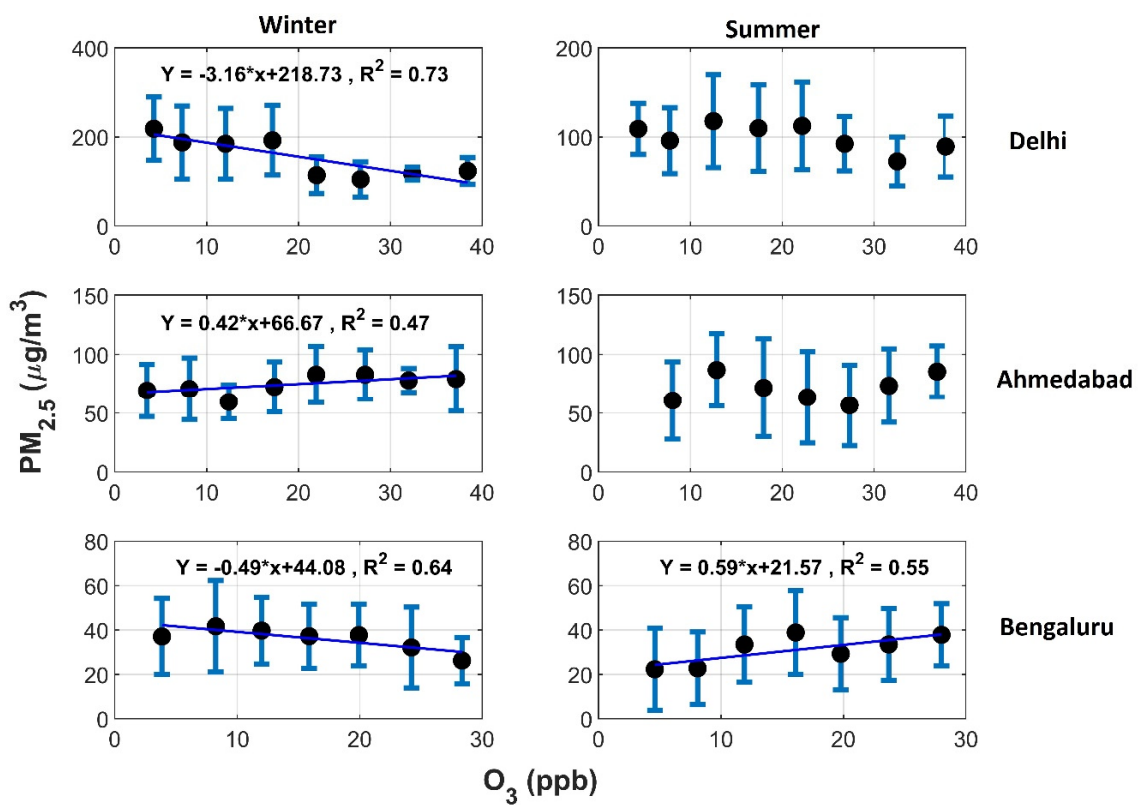 Winter
Summer
400
Y = -3.16*x+218.73 , R² = 0.73
200
0
0 10 20 30 40
200
100
0
0 10 20 30 40
Delhi
150
Y = 0.42*x+66.67 , R² = 0.47
100
50
0
0 10 20 30 40
150
100
50
0
0 10 20 30 40
Ahmedabad
PM2.5 (μg/m³)
80
Y = -0.49*x+44.08 , R² = 0.64
60
40
20
0
0 10 20 30
80
Y = 0.59*x+21.57 , R² = 0.55
60
40
20
0
0 10 20 30
Bengaluru
O3 (ppb)